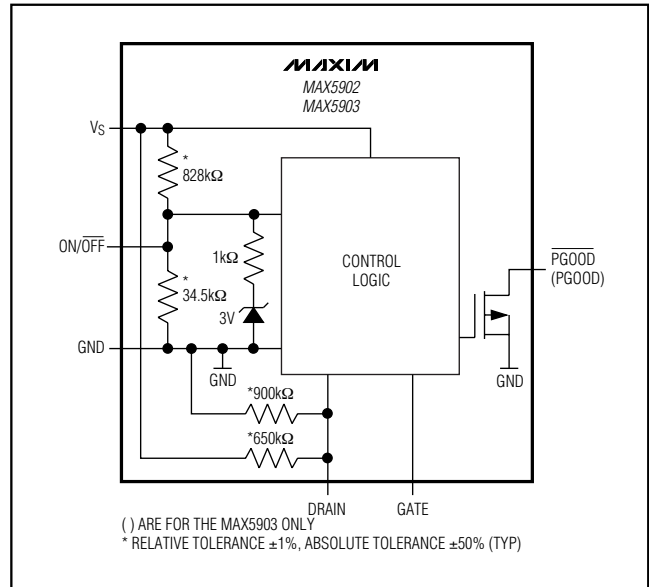 MAXIM
MAX5902
MAX5903
VS
*
828kΩ
ON/OFF
1kΩ
CONTROL
LOGIC
PGOOD
(PGOOD)
*
34.5kΩ
3V
GND
GND
GND
*900kΩ
*650kΩ
DRAIN
GATE
( ) ARE FOR THE MAX5903 ONLY
* RELATIVE TOLERANCE ±1%, ABSOLUTE TOLERANCE ±50% (TYP)